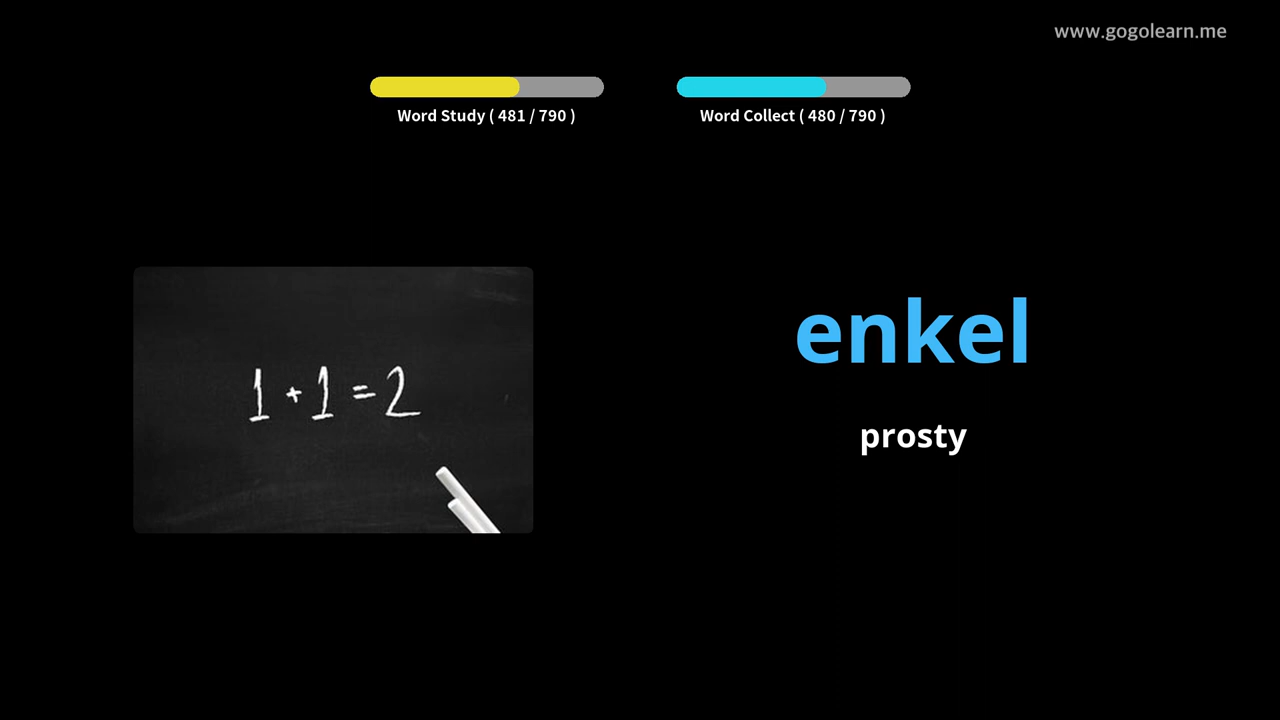 www.gogolearn.me
Word Study ( 481 / 790 )
Word Collect ( 480 / 790 )
1 + 1 = 2
enkel
prosty